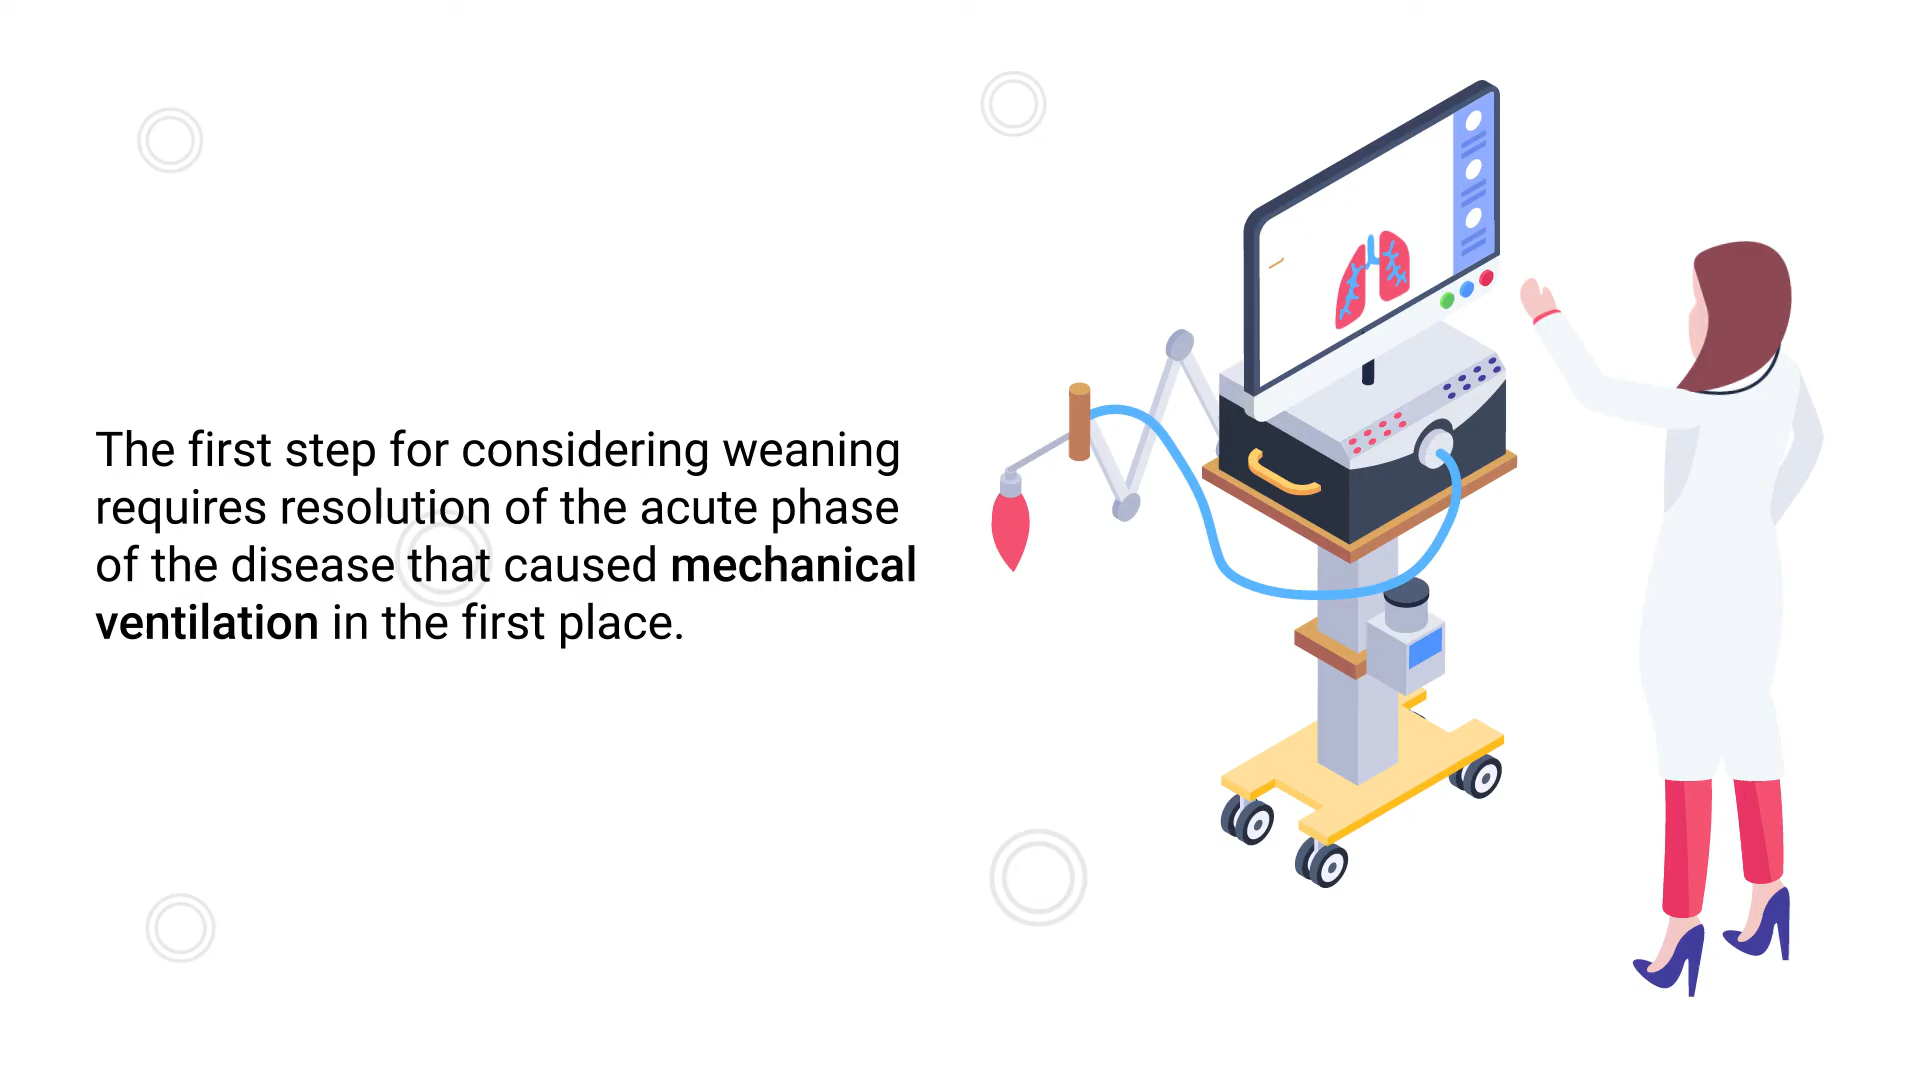 The first step for considering weaning
requires resolution of the acute phase
of the disease that caused mechanical
ventilation in the first place.